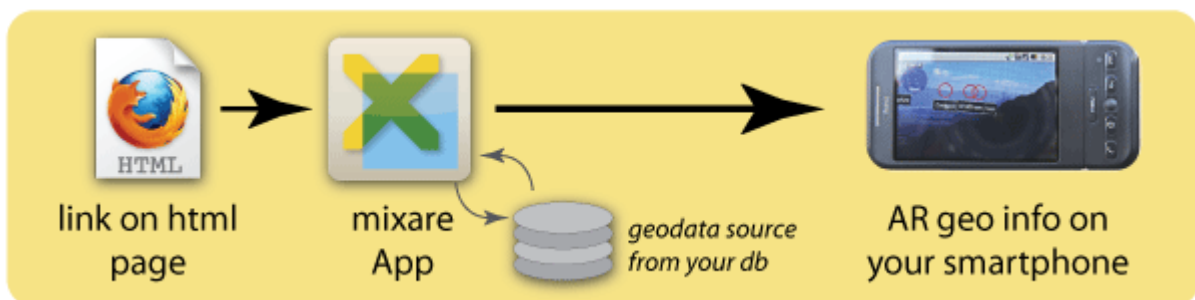 HTML
link on html
page
mixare
App
geodata source
from your db
AR geo info on
your smartphone